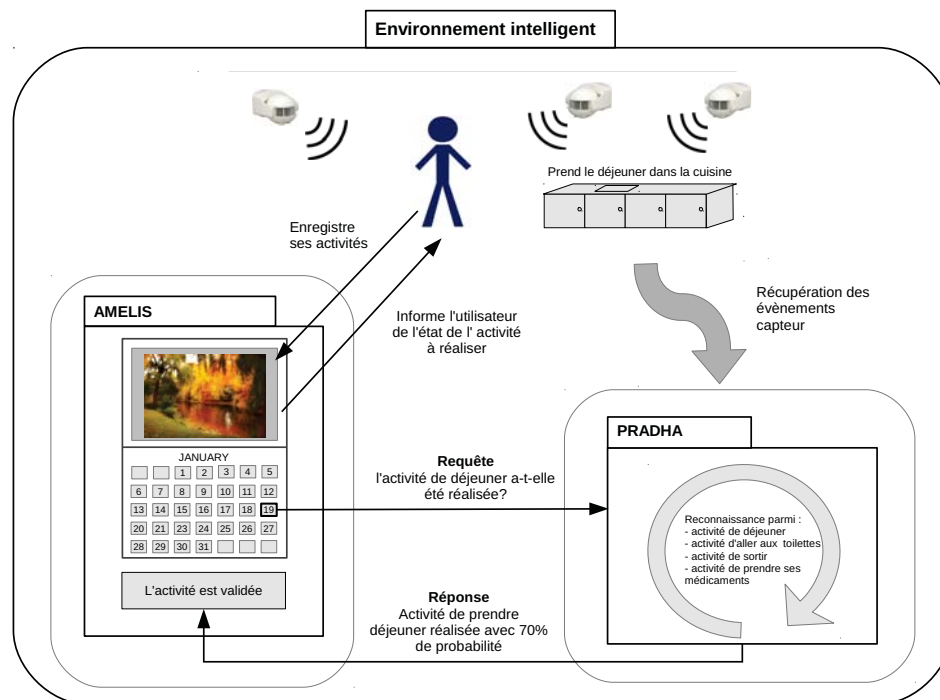 Environnement intelligent
Prend le déjeuner dans la cuisine
Enregistre
ses activités
Informe l'utilisateur
de l'état de l' activité
à réaliser
Récupération des
évènements
capteur
AMELIS
JANUARY
1 2 3 4 5
6 7 8 9 10 11 12
13 14 15 16 17 18 19
20 21 23 24 25 26 27
28 29 30 31
L'activité est validée
Requête
l'activité de déjeuner a-t-elle
été réalisée?
PRADHA
Reconnaissance parmi :
- activité de déjeuner
- activité d'aller aux toilettes
- activité de sortir
- activité de prendre ses
médicaments
Réponse
Activité de prendre
déjeuner réalisée avec 70%
de probabilité